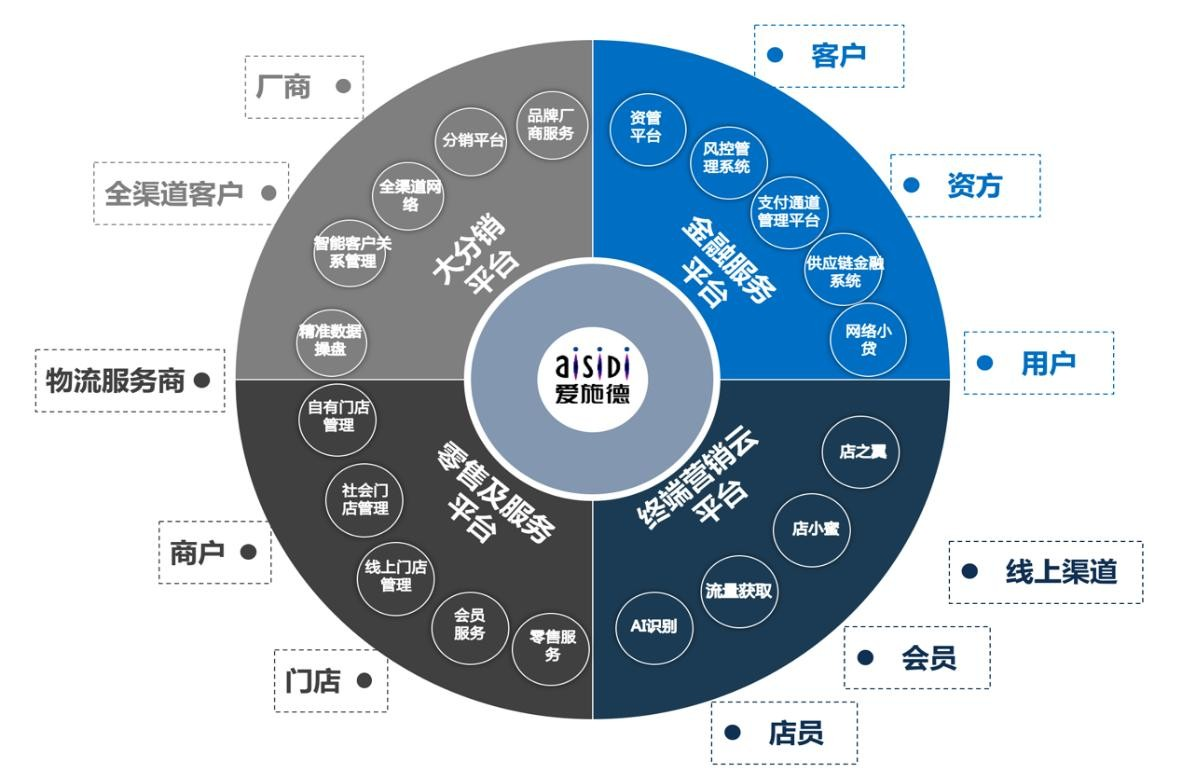 厂商
全渠道客户
品牌厂
商服务
分销平台
全渠道网
络
智能客户关
系管理
精准数据
操盘
大分销
平台
客户
资方
用户
资管
平台
风控管
理系统
支付通道
管理平台
供应链金融
系统
网络小
贷
金融服务
平台
aisidi
爱施德
物流服务商
商户
门店
自有门店
管理
社会门
店管理
线上门店
管理
会员
服务
零售服
务
零售及服务
平台
终端营销云
平台
店之翼
店小蜜
流量获取
AI识别
线上渠道
会员
店员